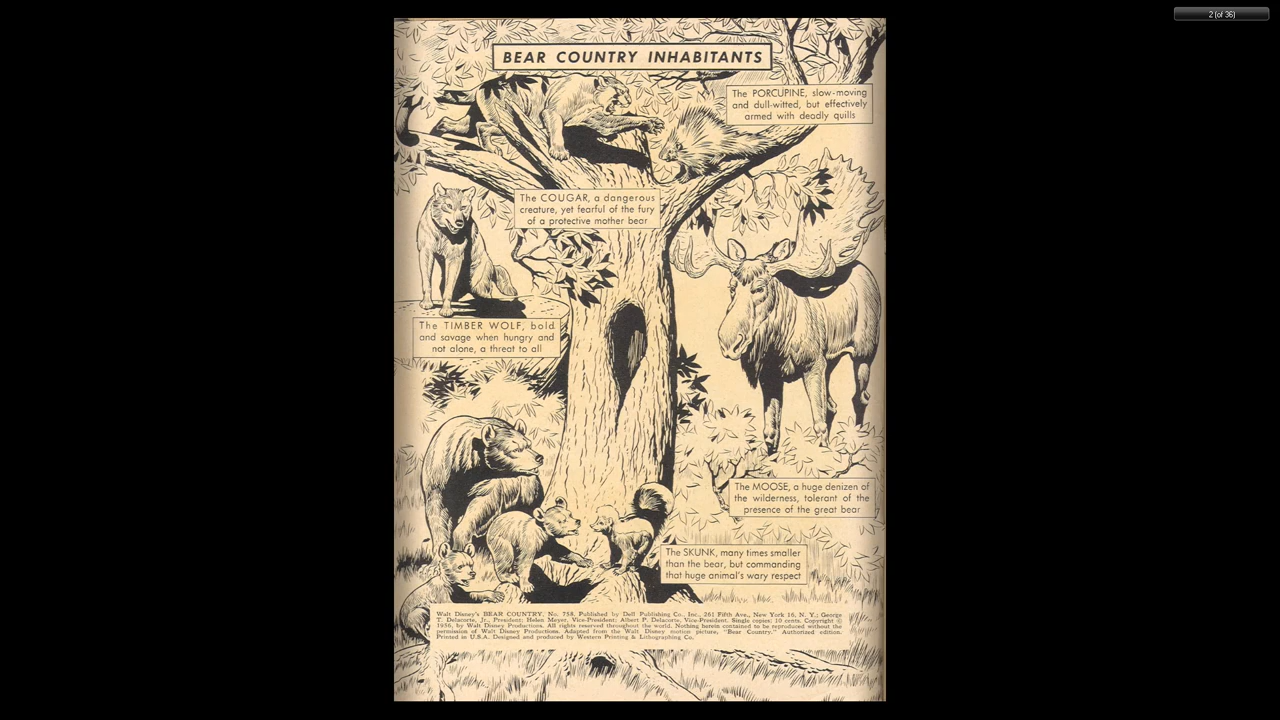 2 (of 36)
BEAR COUNTRY INHABITANTS
The PORCUPINE, slow-moving
and dull-witted, but effectively
armed with deadly quills
The COUGAR, a dangerous
creature, yet fearful of the fury
of a protective mother bear
The TIMBER WOLF, bold
and savage when hungry and
not alone, a threat to all
The MOOSE, a huge denizen of
the wilderness, tolerant of the
presence of the great bear
The SKUNK, many times smaller
than the bear, but commanding
that huge animal's wary respect
Walt Disney's BEAR COUNTRY, No. 758. Published by Dell Publishing Co., Inc., 261 Fifth Ave., New York 16, N. Y.; George
T. Delacorte, Jr., President; Helen Meyer, Vice-President; Albert P. Delacorte, Vice-President. Single copies; 10 cents. Copyright ©
1956, by Walt Disney Productions. All rights reserved throughout the world. Nothing herein contained to be reproduced without the
permission of Walt Disney Productions. Adapted from the Walt Disney motion picture, "Bear Country." Authorized edition.
Printed in U.S.A. Designed and produced by Western Printing & Lithographing Co.